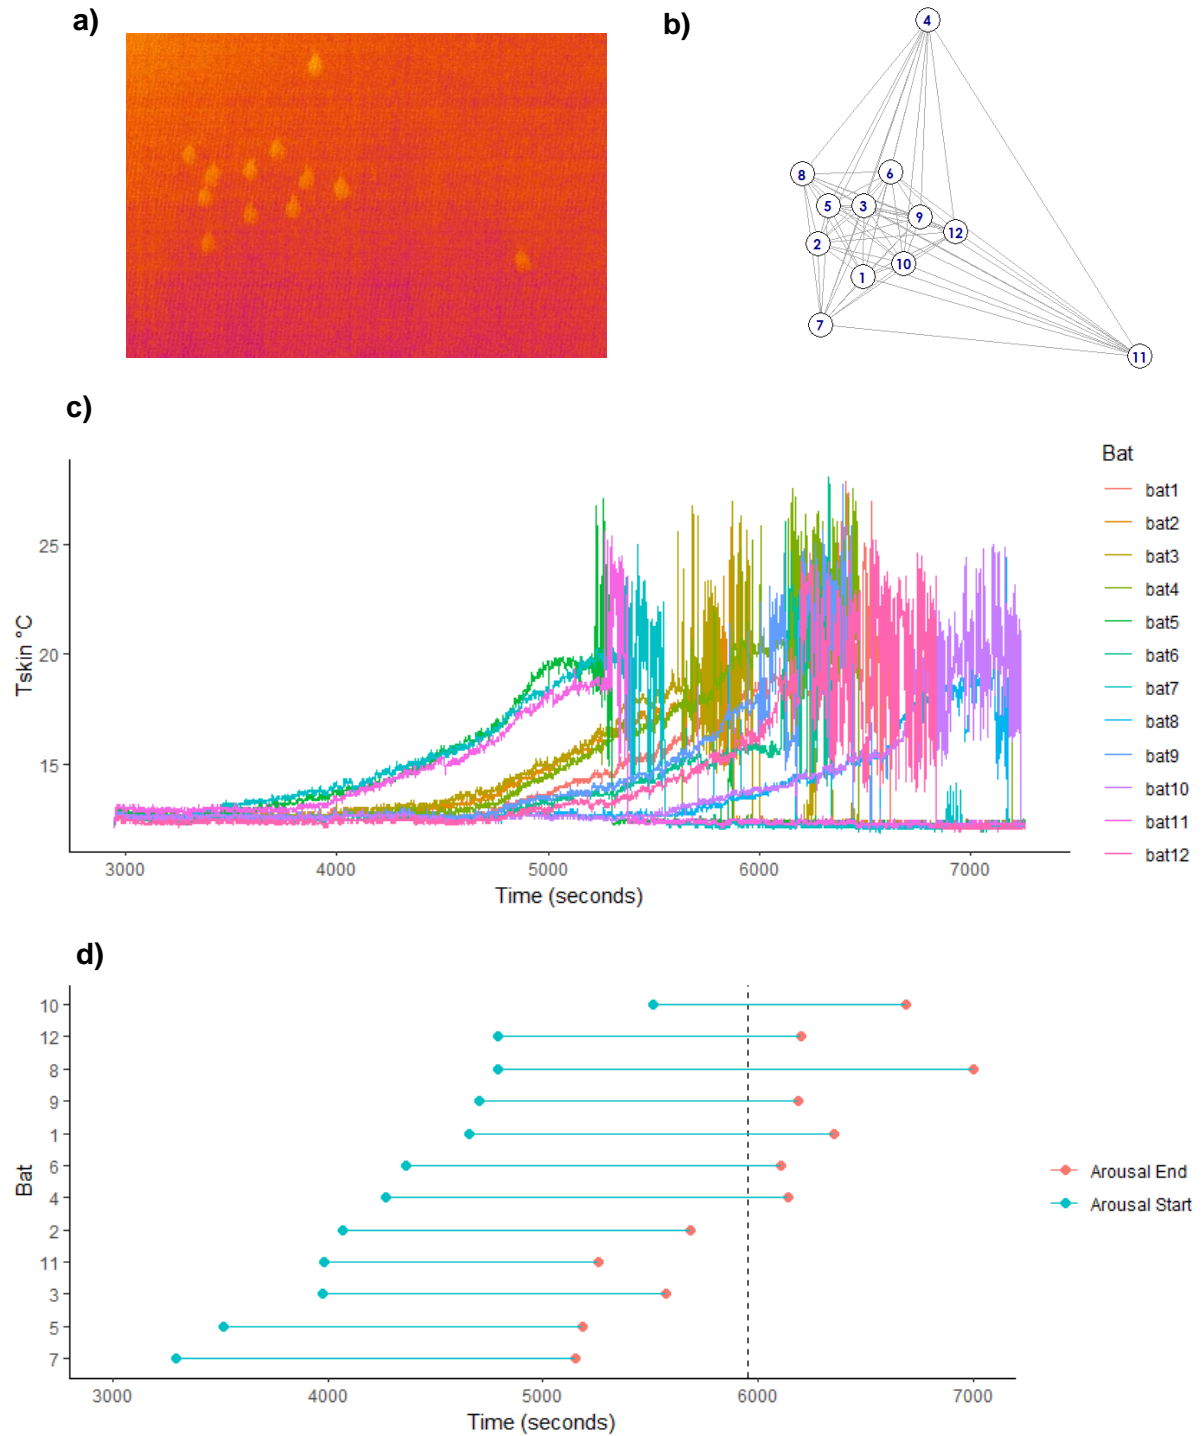 a)
b)
4
8
6
5
3
9
12
2
10
1
7
11
c)
Tskin °C
25
20
15
3000
4000
5000
6000
7000
Time (seconds)
Bat
bat1
bat2
bat3
bat4
bat5
bat6
bat7
bat8
bat9
bat10
bat11
bat12
d)
Bat
10
12
8
9
1
6
4
2
11
3
5
7
3000
4000
5000
6000
7000
Time (seconds)
Arousal End
Arousal Start